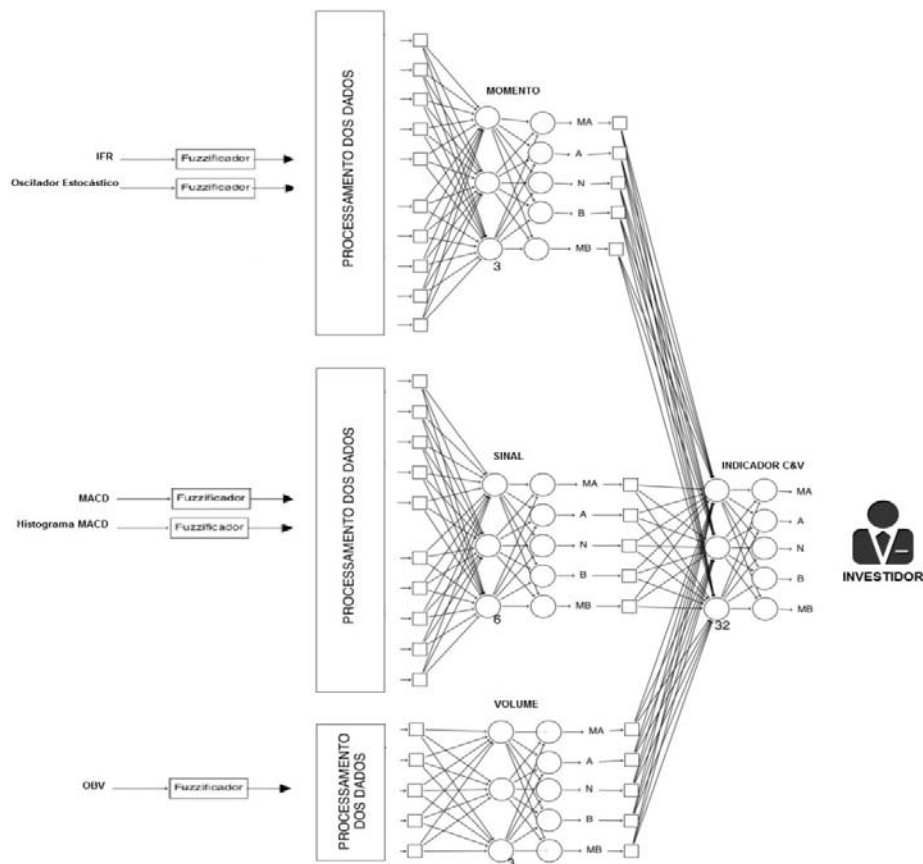 IFR
Fuzzificador
Oscilador Estocástico
Fuzzificador
PROCESSAMENTO DOS DADOS
MOMENTO
MA
A
N
B
MB
3
MACD
Fuzzificador
Histograma MACD
Fuzzificador
PROCESSAMENTO DOS DADOS
SINAL
MA
A
N
B
MB
6
INDICADOR C&V
MA
A
N
B
MB
32
INVESTIDOR
OBV
Fuzzificador
PROCESSAMENTO
DOS DADOS
VOLUME
MA
A
N
B
MB
3